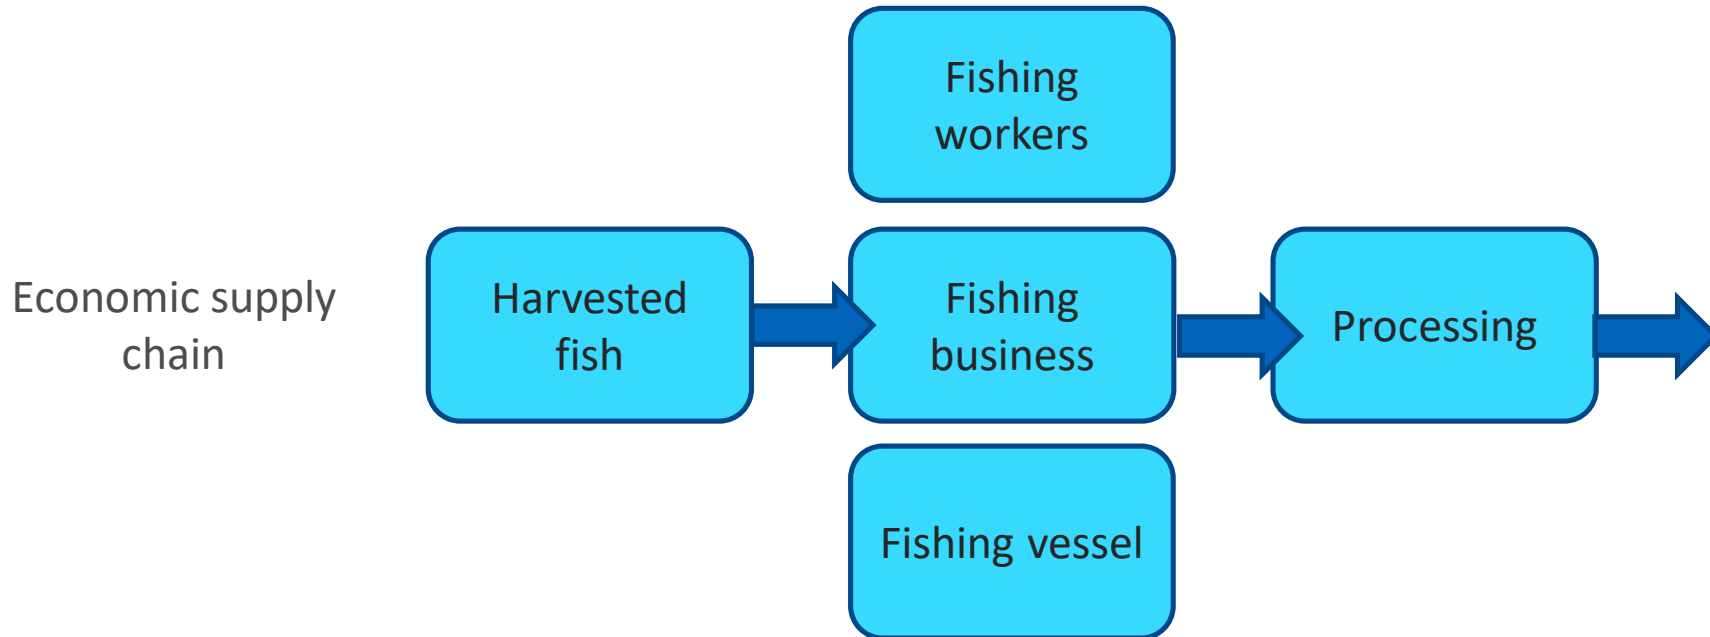 Economic supply
chain
Harvested
fish
Fishing
workers
Fishing
business
Fishing vessel
Processing